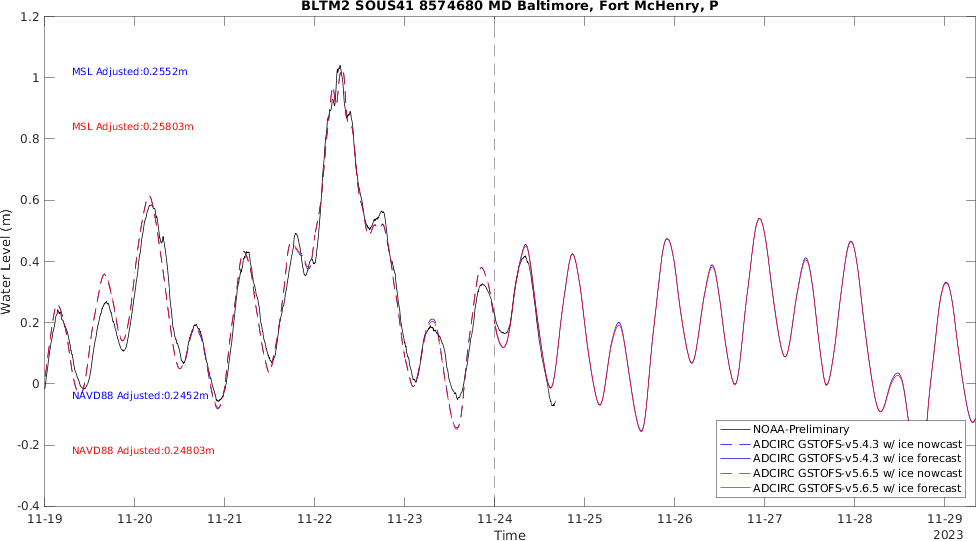 BLTM2 SOUS41 8574680 MD Baltimore, Fort McHenry, P
1.2
1
0.8
0.6
0.4
0.2
0
-0.2
-0.4
Water Level (m)
MSL Adjusted:0.2552m
MSL Adjusted:0.25803m
NAVD88 Adjusted:0.2452m
NAVD88 Adjusted:0.24803m
NOAA-Preliminary
ADCIRC GSTOFS-v5.4.3 w/ ice nowcast
ADCIRC GSTOFS-v5.4.3 w/ ice forecast
ADCIRC GSTOFS-v5.6.5 w/ ice nowcast
ADCIRC GSTOFS-v5.6.5 w/ ice forecast
11-19 11-20 11-21 11-22 11-23 11-24 11-25 11-26 11-27 11-28 11-29
Time
2023